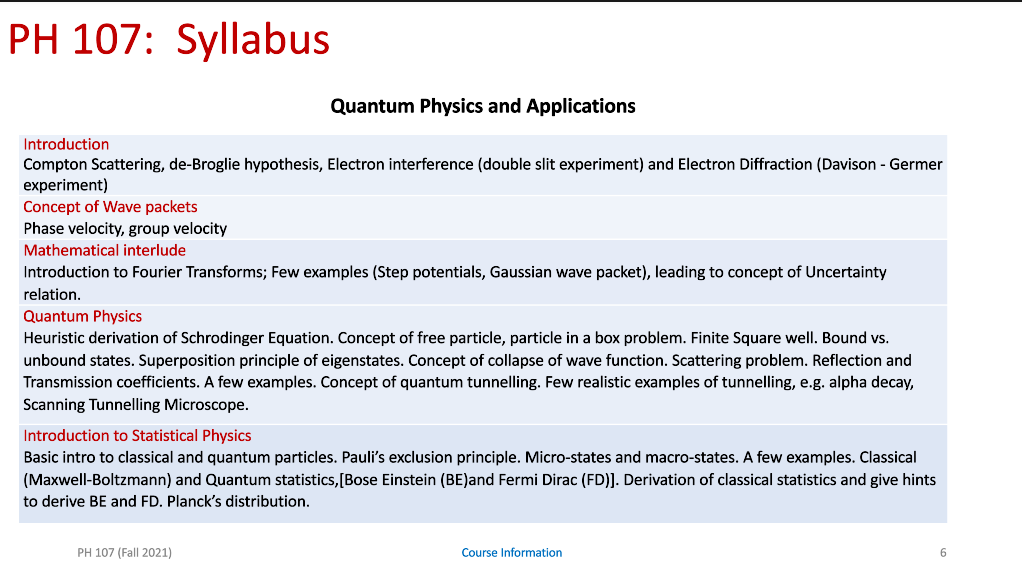 PH 107:  Syllabus
Quantum Physics and Applications
Introduction
Compton Scattering, de-Broglie hypothesis, Electron interference (double slit experiment) and Electron Diffraction (Davison - Germer
experiment)
Concept of Wave packets
Phase velocity, group velocity
Mathematical interlude
Introduction to Fourier Transforms; Few examples (Step potentials, Gaussian wave packet), leading to concept of Uncertainty
relation.
Quantum Physics
Heuristic derivation of Schrodinger Equation. Concept of free particle, particle in a box problem. Finite Square well. Bound vs.
unbound states. Superposition principle of eigenstates. Concept of collapse of wave function. Scattering problem. Reflection and
Transmission coefficients. A few examples. Concept of quantum tunnelling. Few realistic examples of tunnelling, e.g. alpha decay,
Scanning Tunnelling Microscope.
Introduction to Statistical Physics
Basic intro to classical and quantum particles. Pauli’s exclusion principle. Micro-states and macro-states. A few examples. Classical
(Maxwell-Boltzmann) and Quantum statistics,[Bose Einstein (BE)and Fermi Dirac (FD)]. Derivation of classical statistics and give hints
to derive BE and FD. Planck’s distribution.
PH 107 (Fall 2021)
Course Information
6